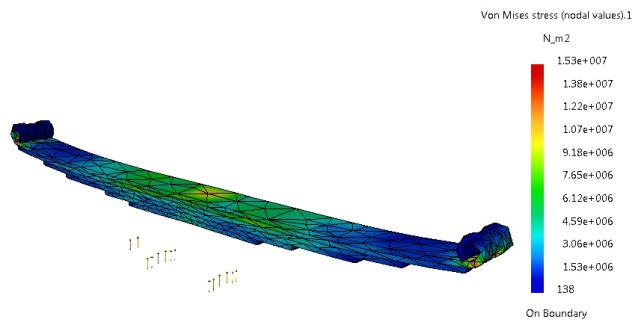 Von Mises stress (nodal values).1
N_m2
1.53e+007
1.38e+007
1.22e+007
1.07e+007
9.18e+006
7.65e+006
6.12e+006
4.59e+006
3.06e+006
1.53e+006
138
On Boundary